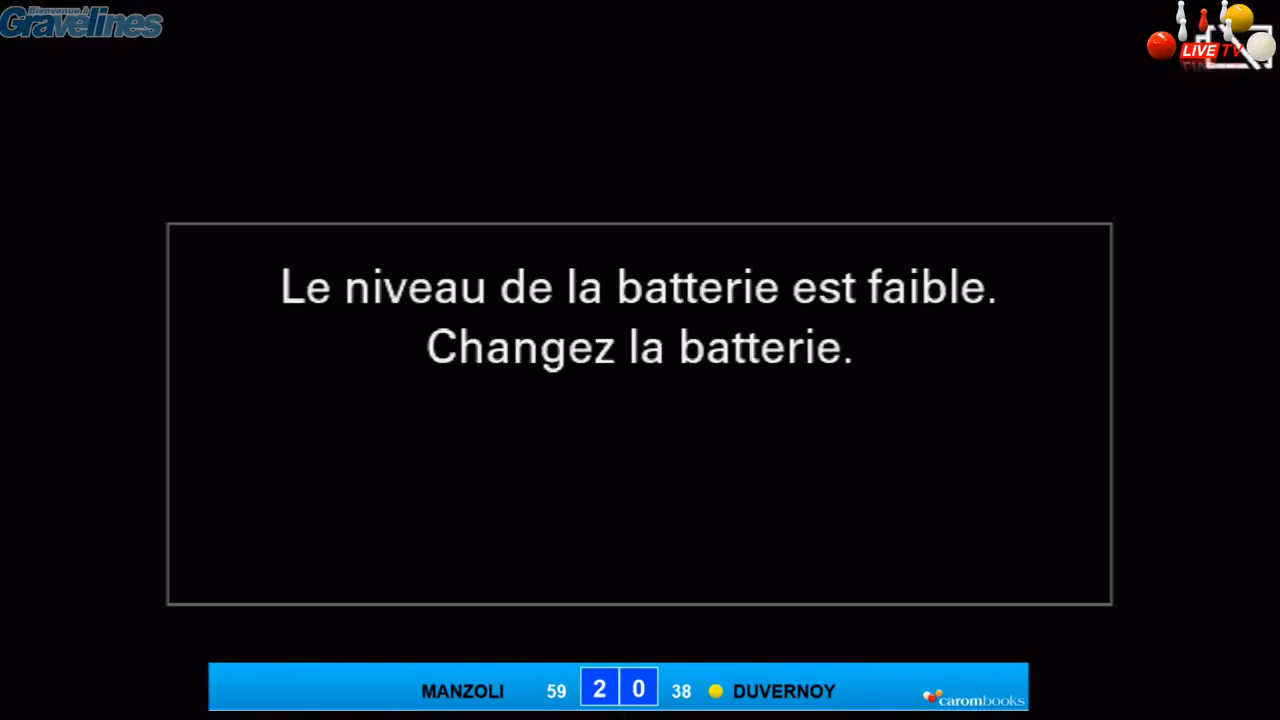 Bienvenue à
Gravelines
LIVE TV
Le niveau de la batterie est faible.
Changez la batterie.
MANZOLI 59 2 0 38 DUVERNOY
carombooks